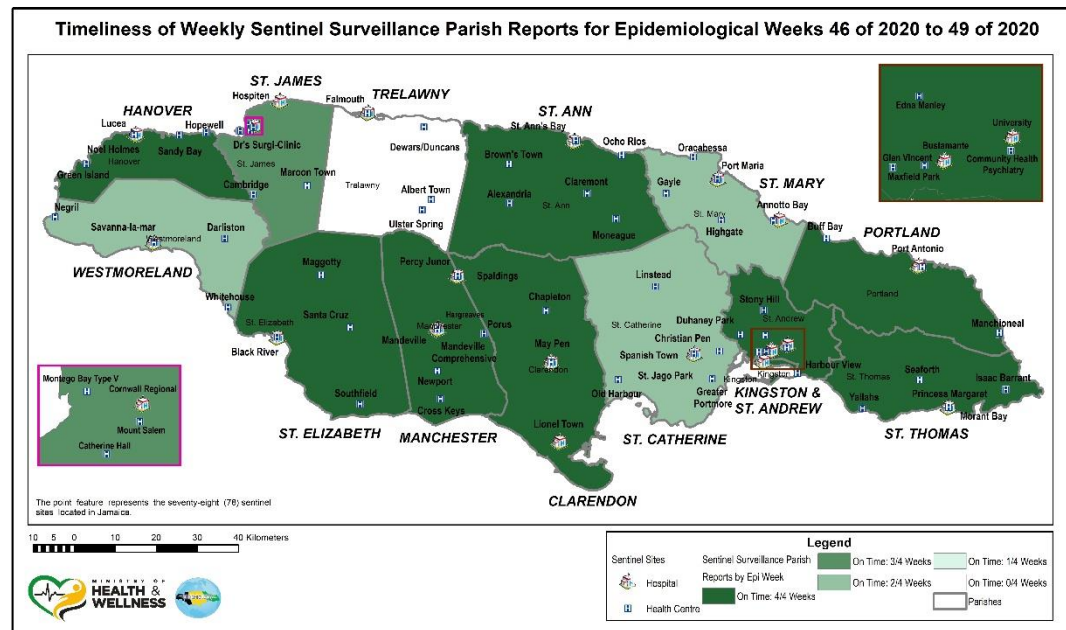 Timeliness of Weekly Sentinel Surveillance Parish Reports for Epidemiological Weeks 46 of 2020 to 49 of 2020
ST. JAMES
Hospiten
TRELAWNY
Falmouth
HANOVER
Lucea
Hopewell
Noel Holmes
Hanover
Sandy Bay
Green Island
Dr's Surgi-Clinic
St. James
Maroon Town
Cambridge
Dewars/Duncans
Trelawny
Albert Town
Ulster Spring
ST. ANN
St. Ann's Bay
Ocho Rios
Brown's Town
Claremont
Alexandria
St. Ann
Moneague
Oracabessa
Port Maria
Gayle
ST. MARY
St. Mary
Highgate
Annotto Bay
Buff Bay
PORTLAND
Port Antonio
Portland
Manchioneal
Edna Manley
University
Bustamante
Glen Vincent
Community Health
Psychiatry
Maxfield Park
Negril
Savanna-la-mar
Darliston
Westmoreland
WESTMORELAND
Whitehouse
Maggotty
St. Elizabeth
Santa Cruz
Black River
Southfield
ST. ELIZABETH
Percy Junor
Spaldings
Hargreaves
Manchester
Mandeville
Porus
Mandeville
Comprehensive
Newport
Cross Keys
MANCHESTER
Chapleton
May Pen
Clarendon
Lionel Town
CLARENDON
Linstead
St. Catherine
Duhaney Park
Christian Pen
Spanish Town
St. Jago Park
Old Harbour
Greater
Portmore
ST. CATHERINE
Stony Hill
St. Andrew
Kingston
Kingston
Harbour View
KINGSTON &
ST. ANDREW
St. Thomas
Seaforth
Isaac Barrant
Yallahs
Princess Margaret
Morant Bay
ST. THOMAS
Montego Bay Type V
Cornwall Regional
Mount Salem
Catherine Hall
The point feature represents the seventy-eight (78) sentinel
sites located in Jamaica.
10 5 0 10 20 30 40 Kilometers
MINISTRY OF
HEALTH &
WELLNESS
Legend
Sentinel Sites
Hospital
Health Centre
Sentinel Surveillance Parish
Reports by Epi Week
On Time: 4/4 Weeks
On Time: 3/4 Weeks
On Time: 2/4 Weeks
On Time: 1/4 Weeks
On Time: 0/4 Weeks
Parishes